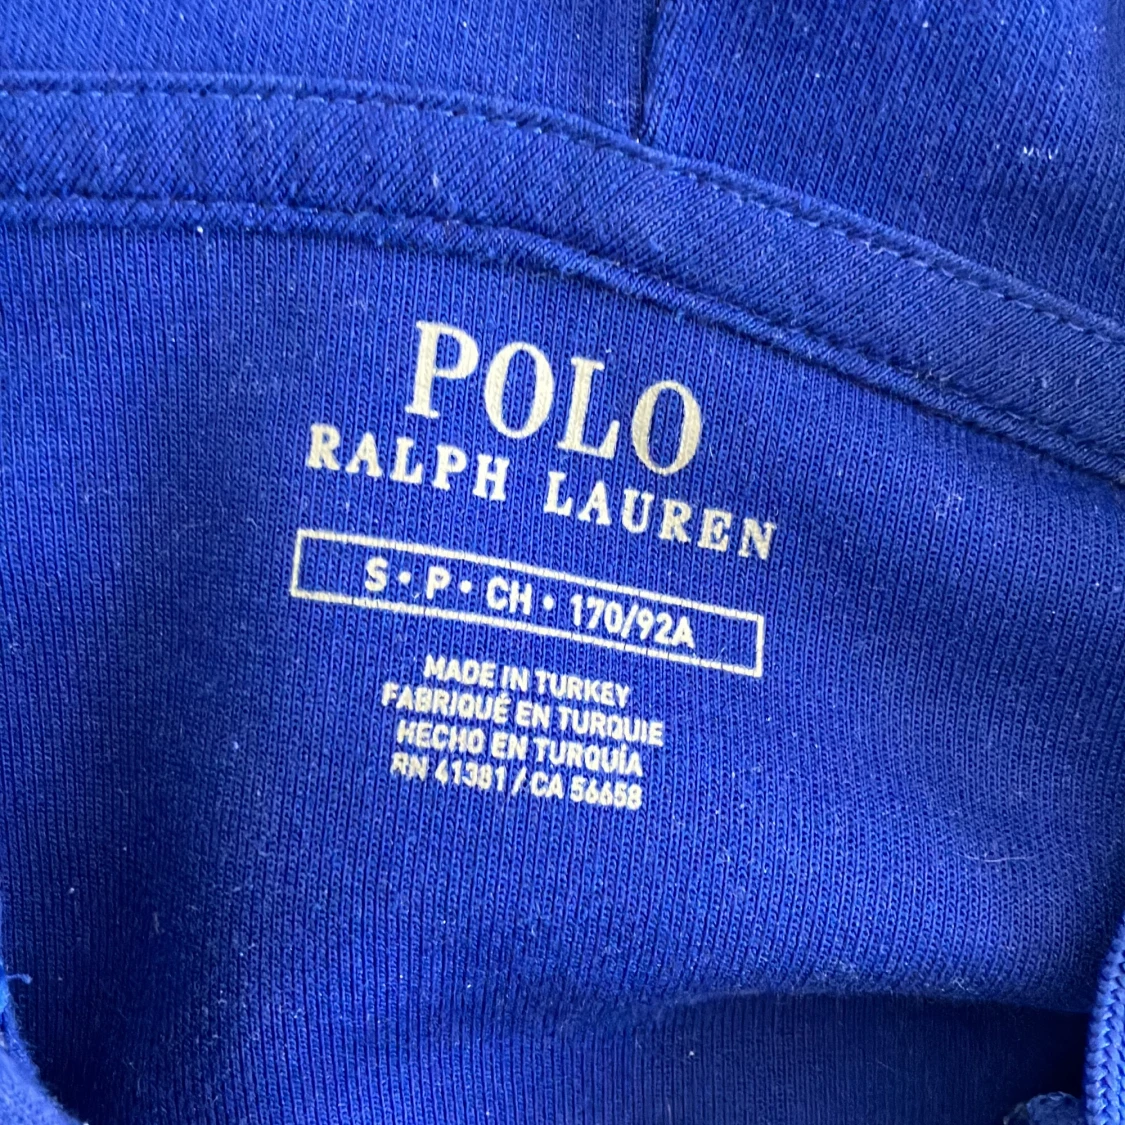 POLO
RALPH LAUREN
S • P • CH • 170/92A
MADE IN TURKEY
FABRIQUÉ EN TURQUIE
HECHO EN TURQUÍA
RN 41381 / CA 56658